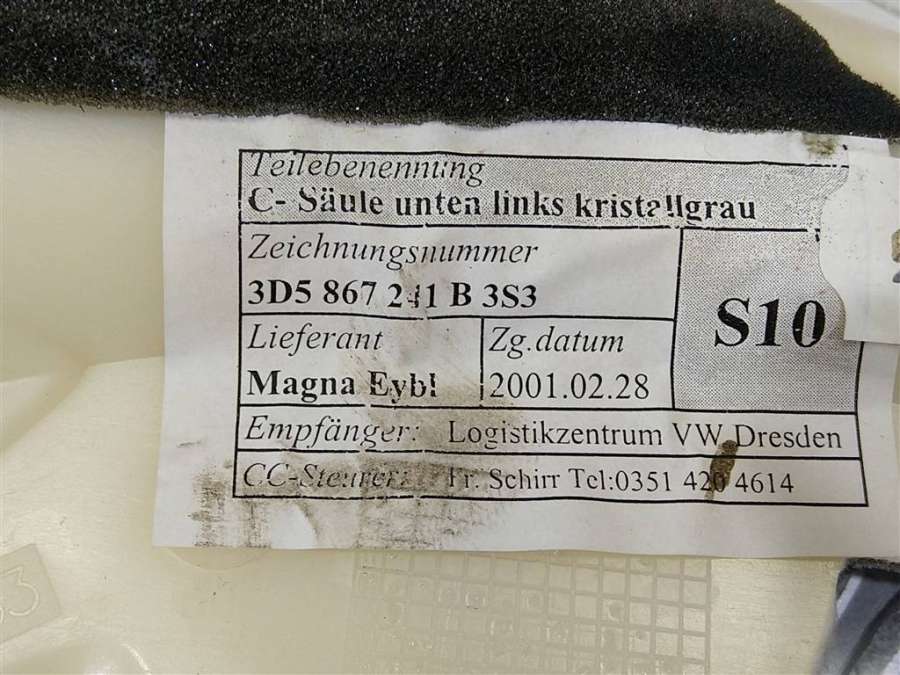 Teilebenennung
C- Säule unten links kristallgrau
Zeichnungsnummer
3D5 867 241 B 3S3
S10
Lieferant
Zg.datum
Magna Eybl
2001.02.28
Empfänger: Logistikzentrum VW Dresden
CC-Steurer: Fr. Schirr Tel:0351 420 4614